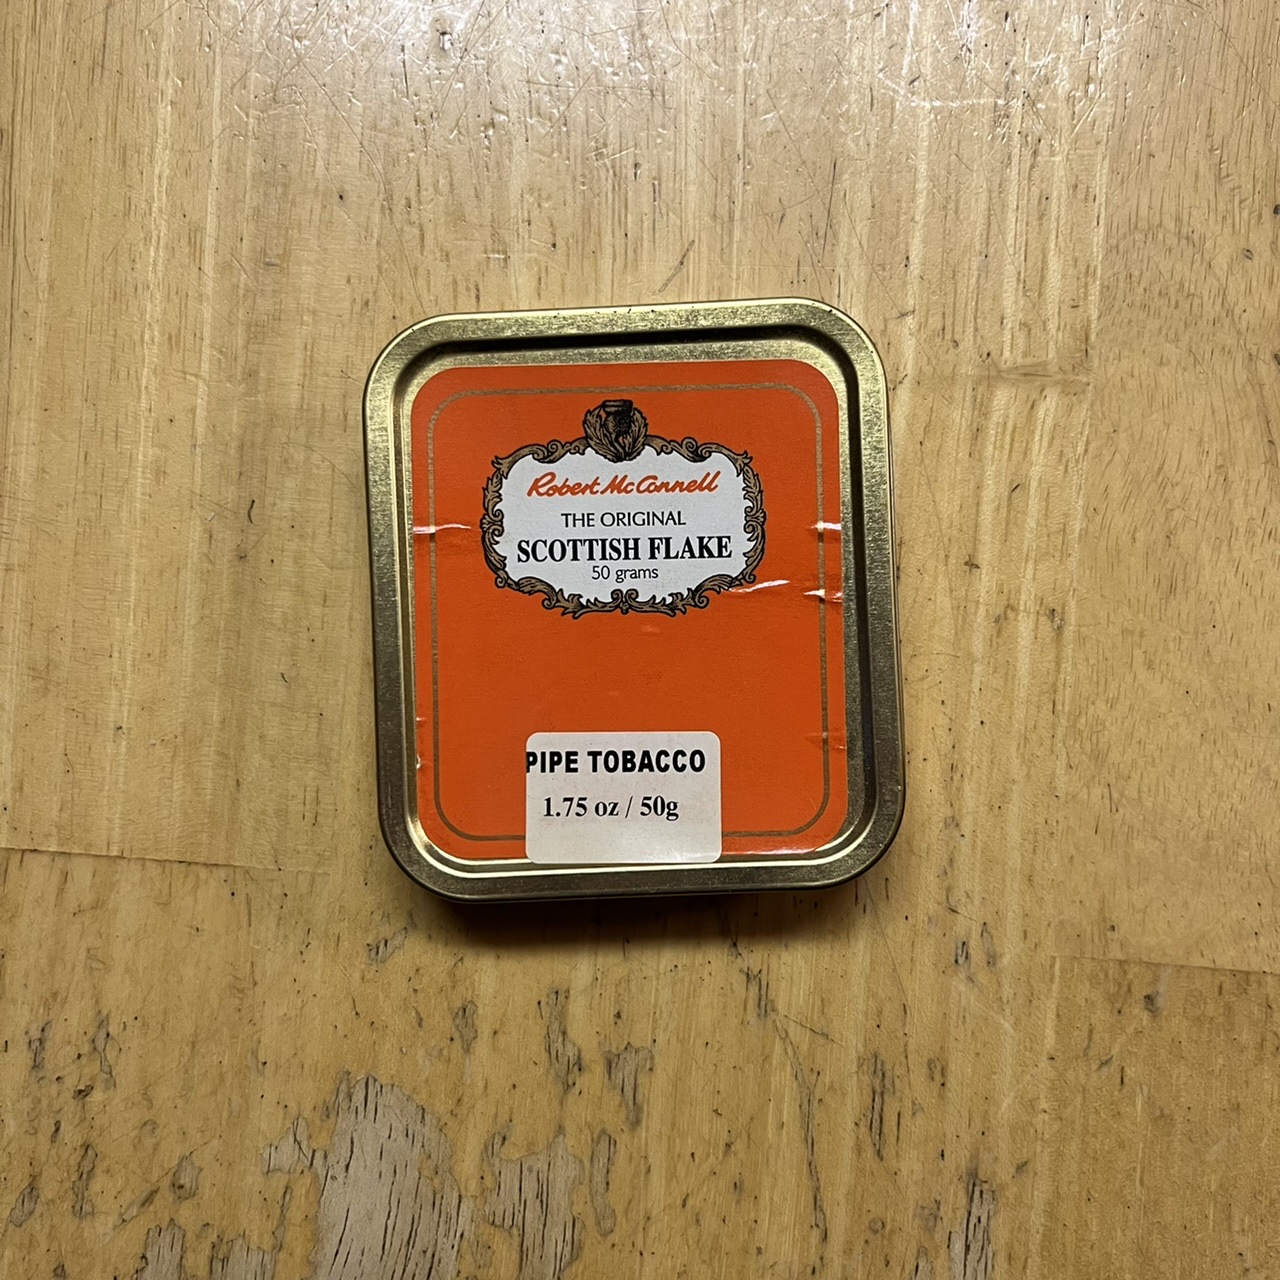 Robert McConnell
THE ORIGINAL
SCOTTISH FLAKE
50 grams
PIPE TOBACCO
1.75 oz / 50g